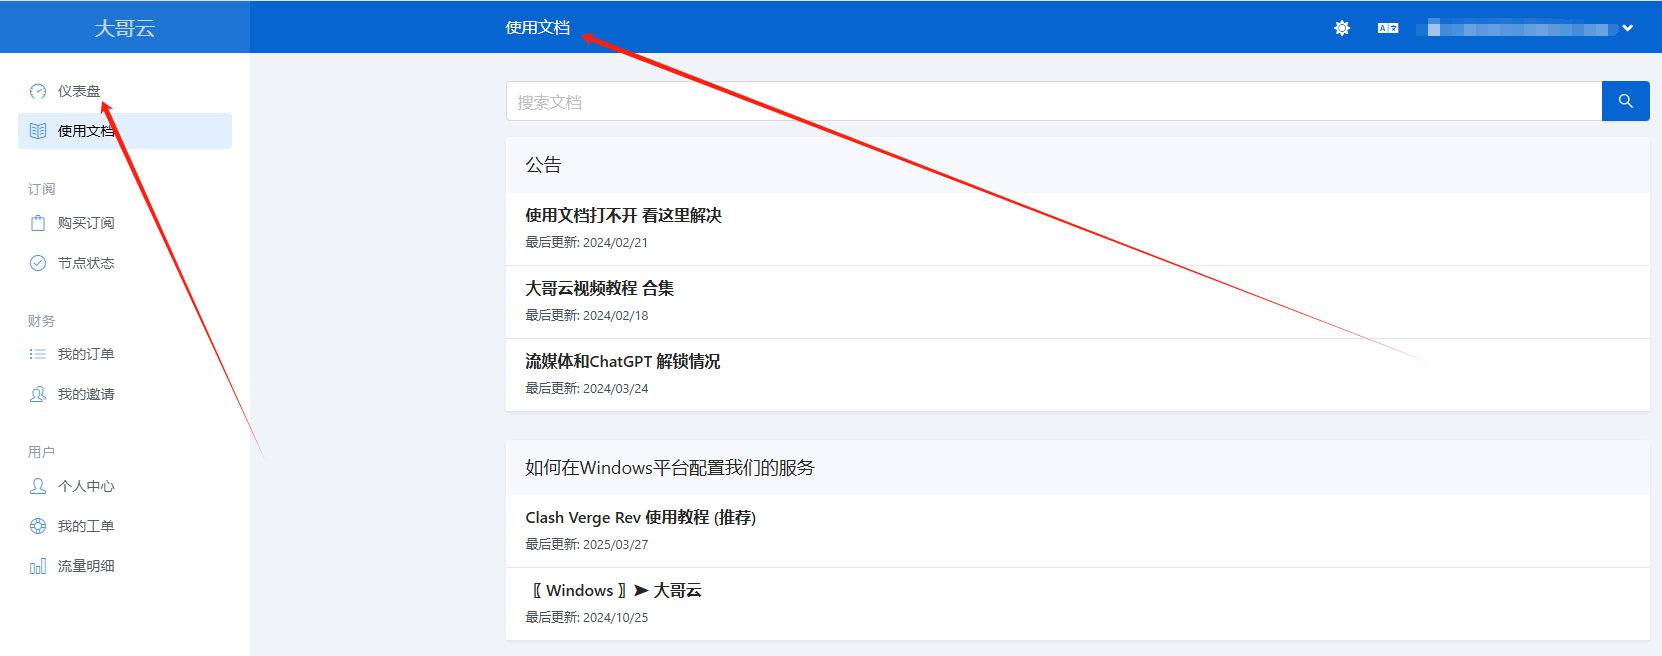 大哥云
使用文档
仪表盘
使用文档
订阅
购买订阅
节点状态
财务
我的订单
我的邀请
用户
个人中心
我的工单
流量明细
搜索文档
公告
使用文档打不开 看这里解决
最后更新: 2024/02/21
大哥云视频教程 合集
最后更新: 2024/02/18
流媒体和ChatGPT 解锁情况
最后更新: 2024/03/24
如何在Windows平台配置我们的服务
Clash Verge Rev 使用教程 (推荐)
最后更新: 2025/03/27
〖 Windows 〗➤ 大哥云
最后更新: 2024/10/25